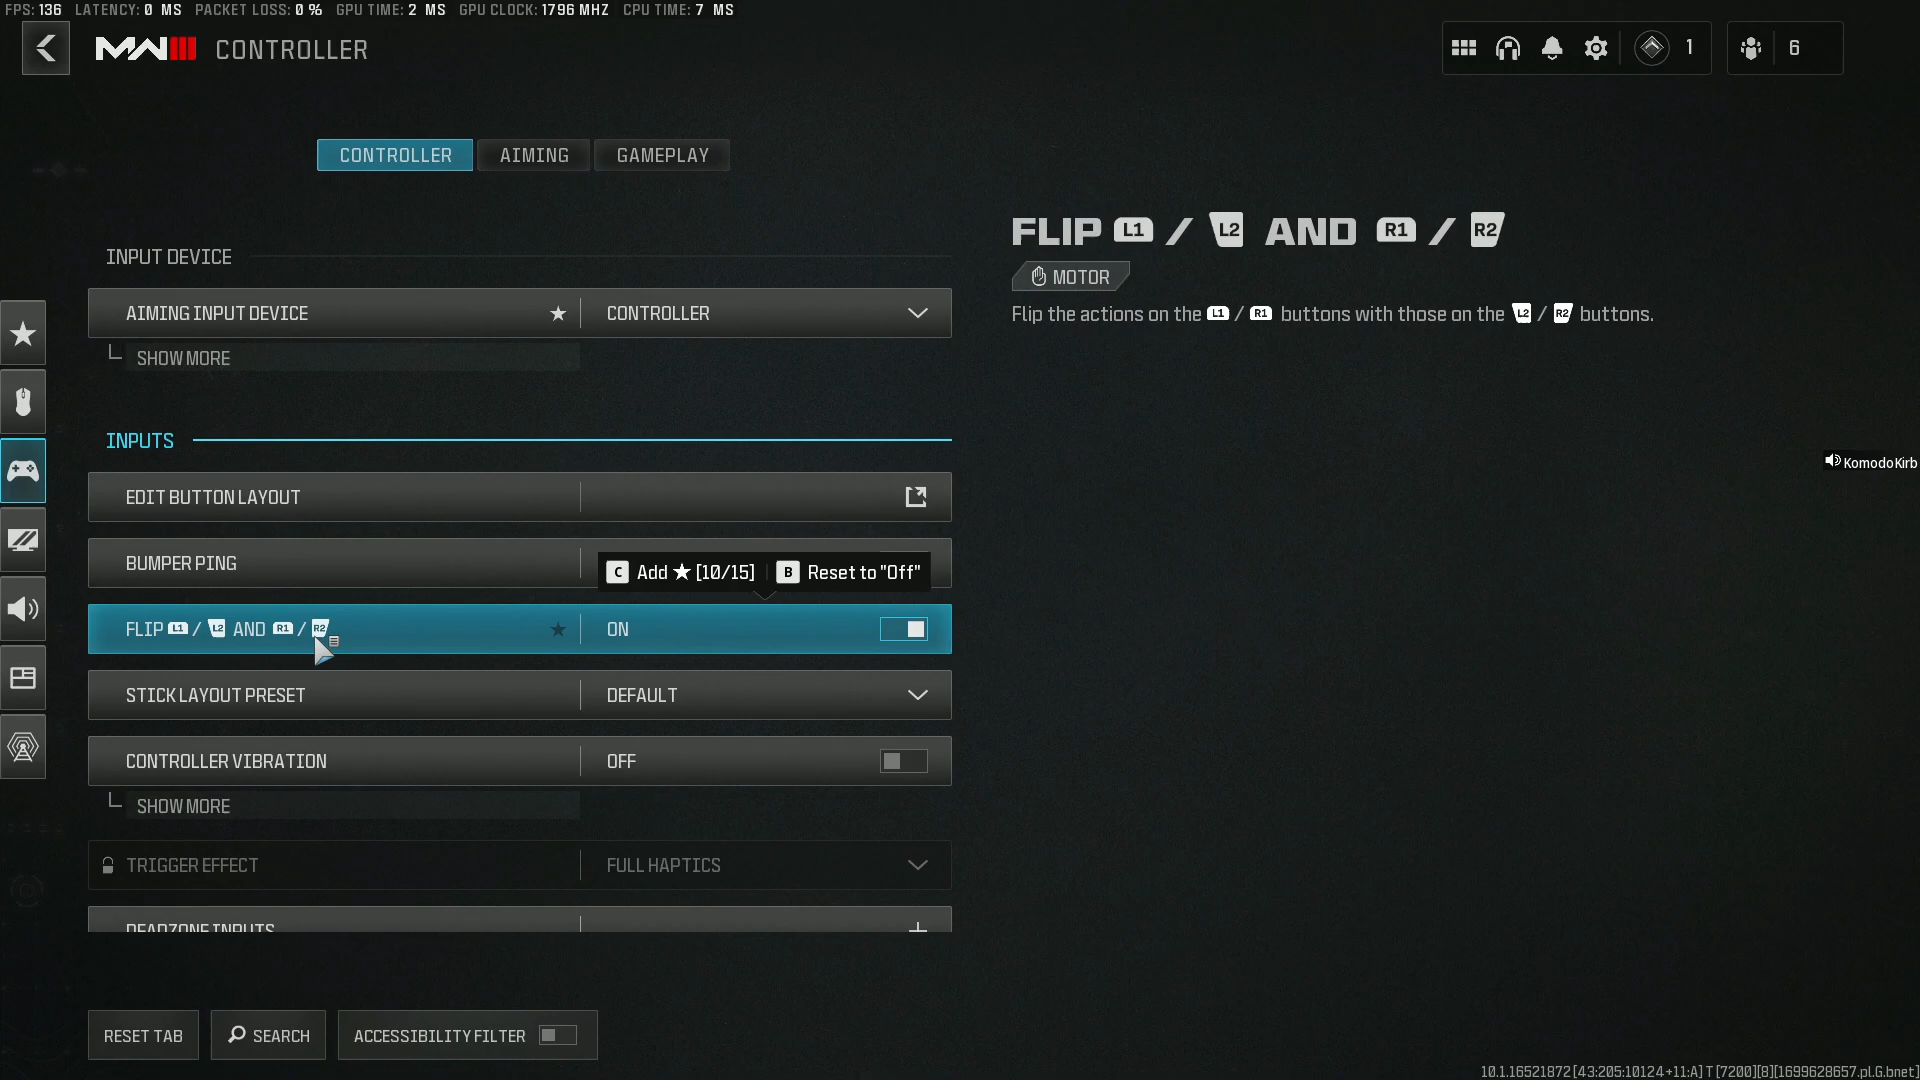 FPS: 136 LATENCY: 0 MS PACKET LOSS: 0 % GPU TIME: 2 MS GPU CLOCK: 1796 MHZ CPU TIME: 7 MS
MWIII CONTROLLER
1
6
CONTROLLER AIMING GAMEPLAY
FLIP L1 / L2 AND R1 / R2
MOTOR
Flip the actions on the L1 / R1 buttons with those on the L2 / R2 buttons.
INPUT DEVICE
AIMING INPUT DEVICE CONTROLLER
SHOW MORE
INPUTS
KomodoKirb
EDIT BUTTON LAYOUT
BUMPER PING
C Add ★ [10/15] B Reset to "Off"
FLIP L1 / L2 AND R1 / R2 ON
STICK LAYOUT PRESET DEFAULT
CONTROLLER VIBRATION OFF
SHOW MORE
TRIGGER EFFECT FULL HAPTICS
DEADZONE INPUTS
RESET TAB SEARCH ACCESSIBILITY FILTER
10.1.16521872 [43:205:10124+11:A] T [7200][8][1699628657.pl.G.bnet]